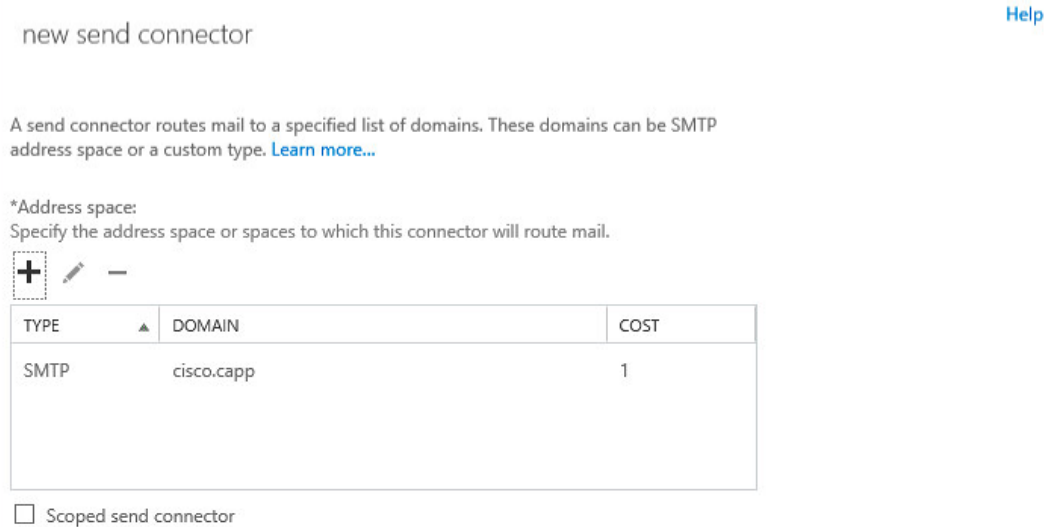 Help
new send connector
A send connector routes mail to a specified list of domains. These domains can be SMTP
address space or a custom type. Learn more...
*Address space:
Specify the address space or spaces to which this connector will route mail.
TYPE DOMAIN COST
SMTP cisco.capp 1
Scoped send connector